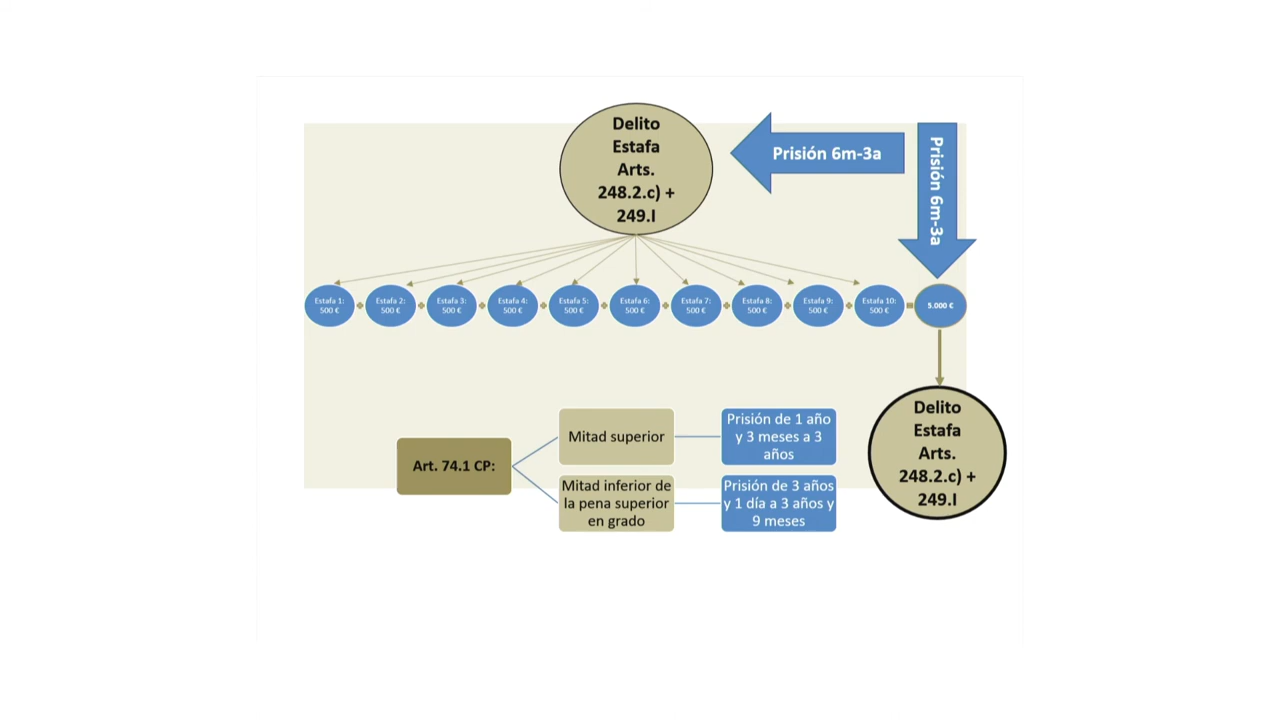 Delito
Estafa
Arts.
248.2.c) +
249.I
Prisión 6m-3a
Prisión 6m-3a
Estafa 1:
500 €
Estafa 2:
500 €
Estafa 3:
500 €
Estafa 4:
500 €
Estafa 5:
500 €
Estafa 6:
500 €
Estafa 7:
500 €
Estafa 8:
500 €
Estafa 9:
500 €
Estafa 10:
500 €
5.000 €
Art. 74.1 CP:
Mitad superior
Prisión de 1 año
y 3 meses a 3
años
Mitad inferior de
la pena superior
en grado
Prisión de 3 años
y 1 día a 3 años y
9 meses
Delito
Estafa
Arts.
248.2.c) +
249.I